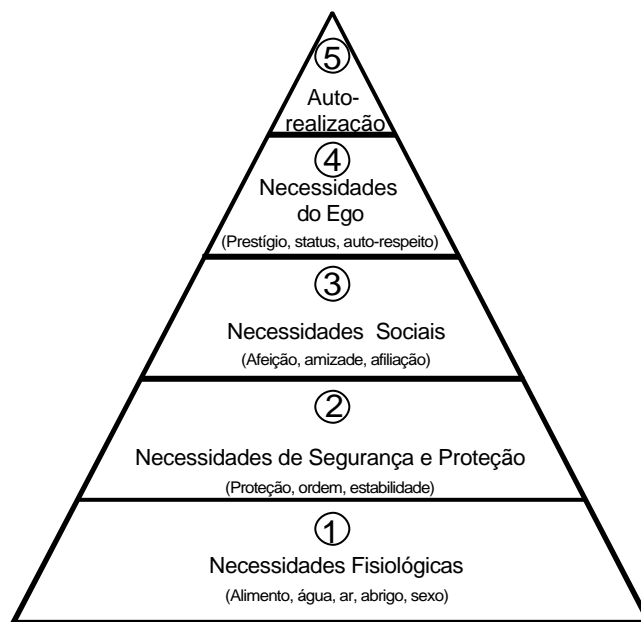 5
Auto-
realização
4
Necessidades
do Ego
(Prestígio, status, auto-respeito)
3
Necessidades Sociais
(Afeição, amizade, afiliação)
2
Necessidades de Segurança e Proteção
(Proteção, ordem, estabilidade)
1
Necessidades Fisiológicas
(Alimento, água, ar, abrigo, sexo)